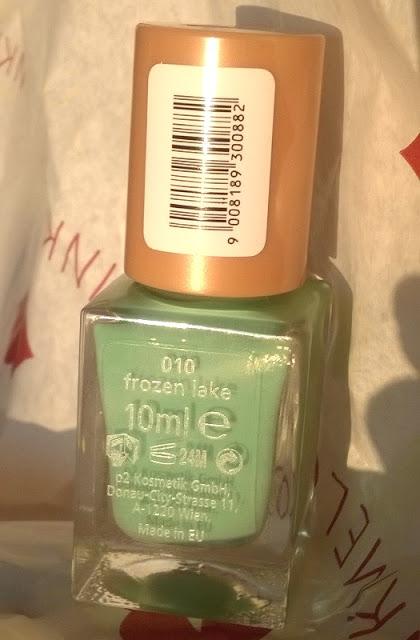 9 008189 300882
010
frozen lake
10ml e
24M
p2 Kosmetik GmbH,
Donau-City-Strasse 11,
A-1220 Wien,
Made in EU